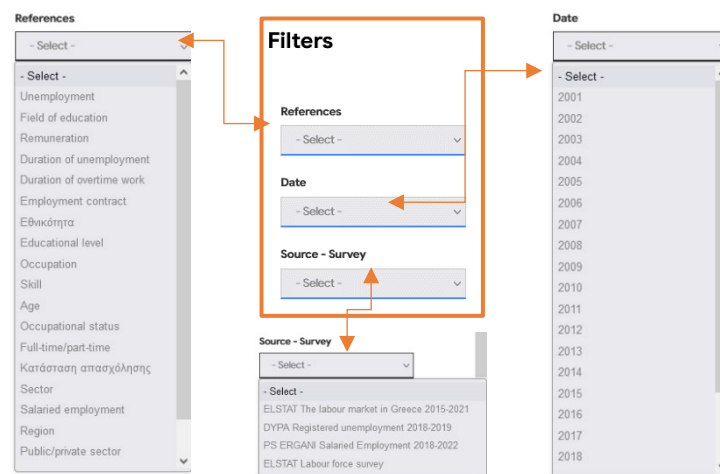 References
- Select -
- Select -
Unemployment
Field of education
Remuneration
Duration of unemployment
Duration of overtime work
Employment contract
Εθνικότητα
Educational level
Occupation
Skill
Age
Occupational status
Full-time/part-time
Κατάσταση απασχόλησης
Sector
Salaried employment
Region
Public/private sector
Filters
References
- Select -
Date
- Select -
Source - Survey
- Select -
Source - Survey
- Select -
- Select -
ELSTAT The labour market in Greece 2015-2021
DYPA Registered unemployment 2018-2019
PS ERGANI Salaried Employment 2018-2022
ELSTAT Labour force survey
Date
- Select -
- Select -
2001
2002
2003
2004
2005
2006
2007
2008
2009
2010
2011
2012
2013
2014
2015
2016
2017
2018